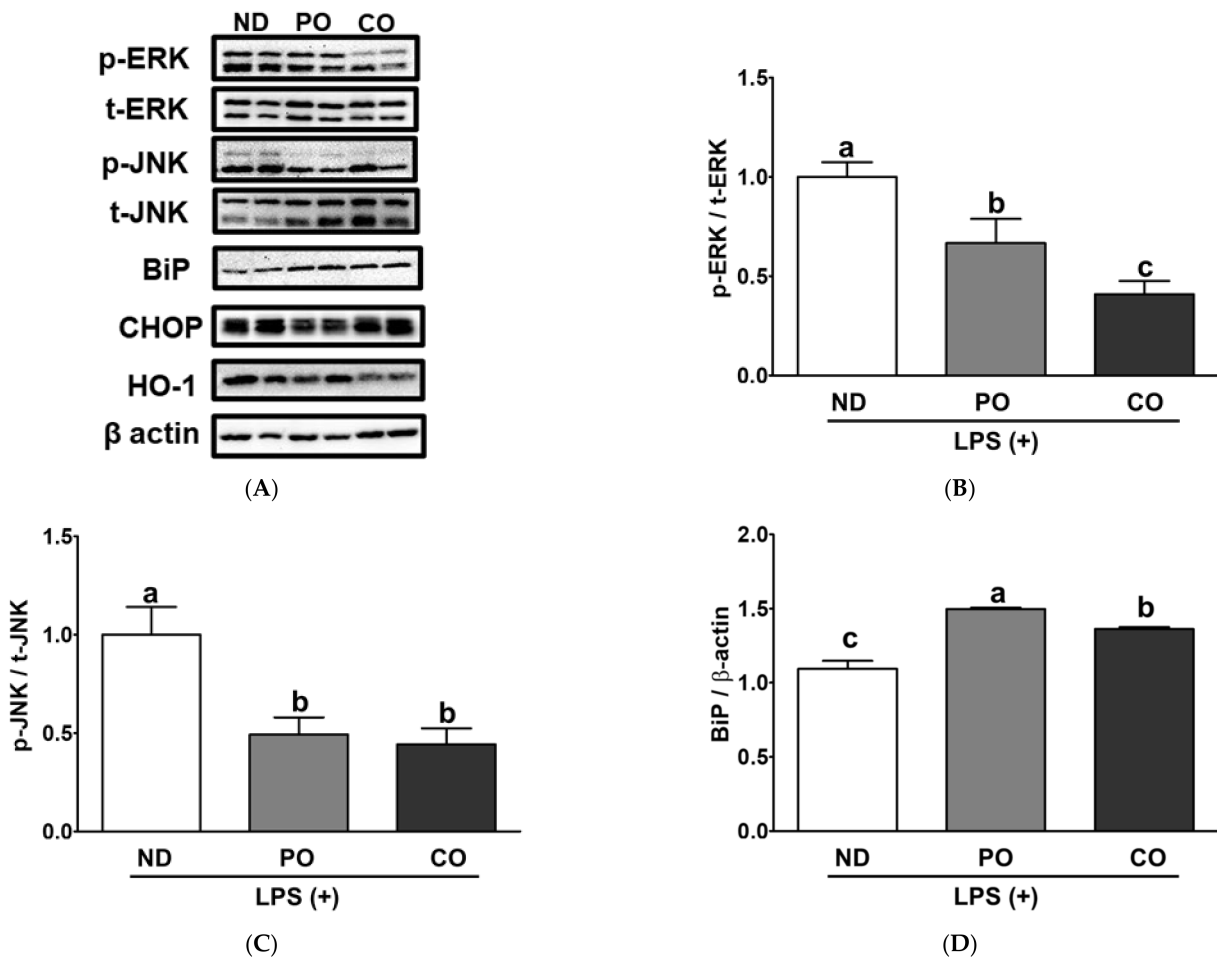 ND PO CO
p-ERK
t-ERK
p-JNK
t-JNK
BiP
CHOP
HO-1
β actin
(A)
p-ERK / t-ERK
1.5
1.0
0.5
0.0
a
b
c
ND PO CO
LPS (+)
(B)
p-JNK / t-JNK
1.5
1.0
0.5
0.0
a
b
b
ND PO CO
LPS (+)
(C)
BiP / β-actin
2.0
1.5
1.0
0.5
0.0
c
a
b
ND PO CO
LPS (+)
(D)